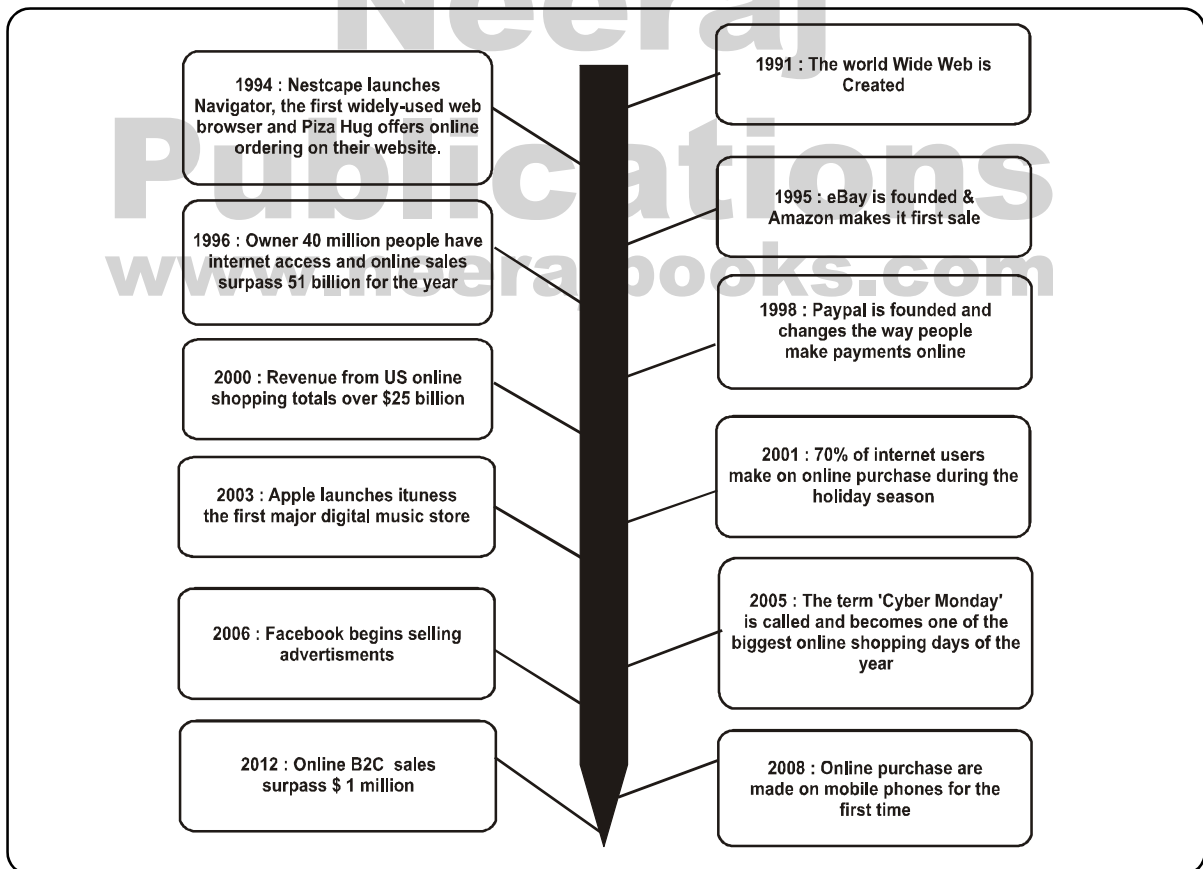 Neeraj
Publications
www.neerajbooks.com
1991 : The world Wide Web is
Created
1994 : Nestcape launches
Navigator, the first widely-used web
browser and Piza Hug offers online
ordering on their website.
1995 : eBay is founded &
Amazon makes it first sale
1996 : Owner 40 million people have
internet access and online sales
surpass 51 billion for the year
1998 : Paypal is founded and
changes the way people
make payments online
2000 : Revenue from US online
shopping totals over $25 billion
2001 : 70% of internet users
make on online purchase during the
holiday season
2003 : Apple launches ituness
the first major digital music store
2005 : The term 'Cyber Monday'
is called and becomes one of the
biggest online shopping days of the
year
2006 : Facebook begins selling
advertisments
2008 : Online purchase are
made on mobile phones for the
first time
2012 : Online B2C sales
surpass $ 1 million